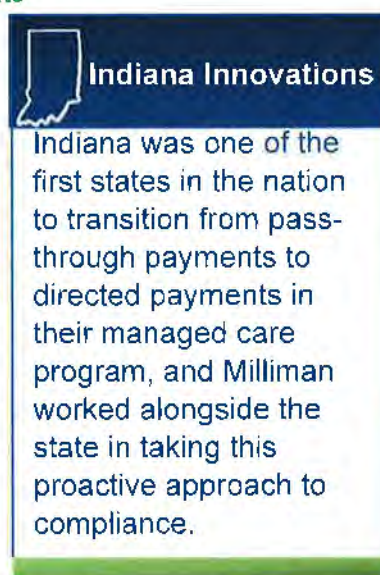 Indiana Innovations
Indiana was one of the
first states in the nation
to transition from pass-
through payments to
directed payments in
their managed care
program, and Milliman
worked alongside the
state in taking this
proactive approach to
compliance.